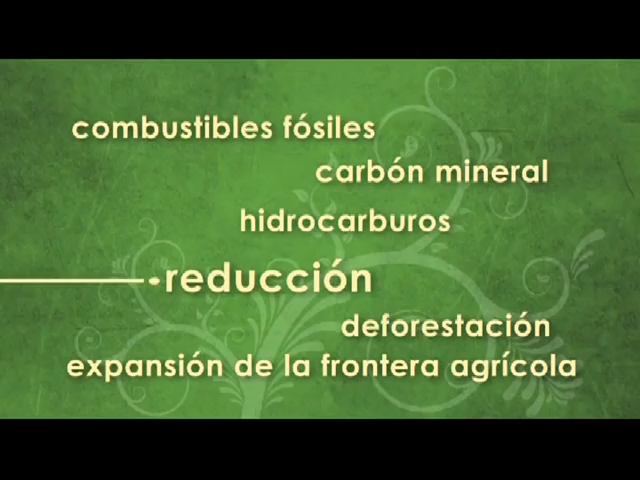 combustibles fósiles
carbón mineral
hidrocarburos
reducción
deforestación
expansión de la frontera agrícola